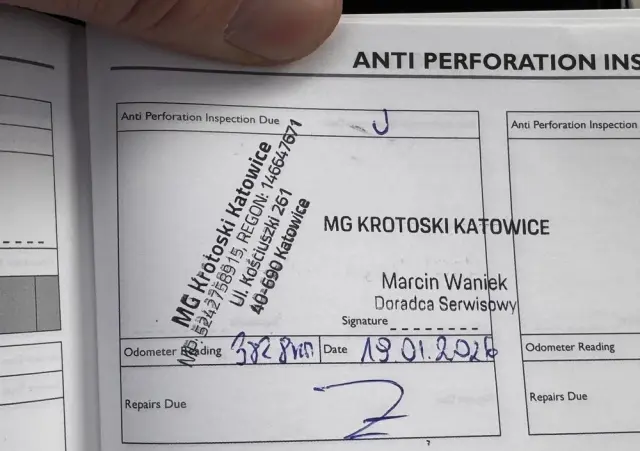 ANTI PERFORATION INS
Anti Perforation Inspection Due
MG Krotoski Katowice
NIP: 5242758915, REGON: 146647671
Ul. Kościuszki 261
40-690 Katowice
MG KROTOSKI KATOWICE
Marcin Waniek
Doradca Serwisowy
Signature
Odometer Reading
Date 19.01.2026
Repairs Due
Anti Perforation Inspection
Odometer Reading
Repairs Due